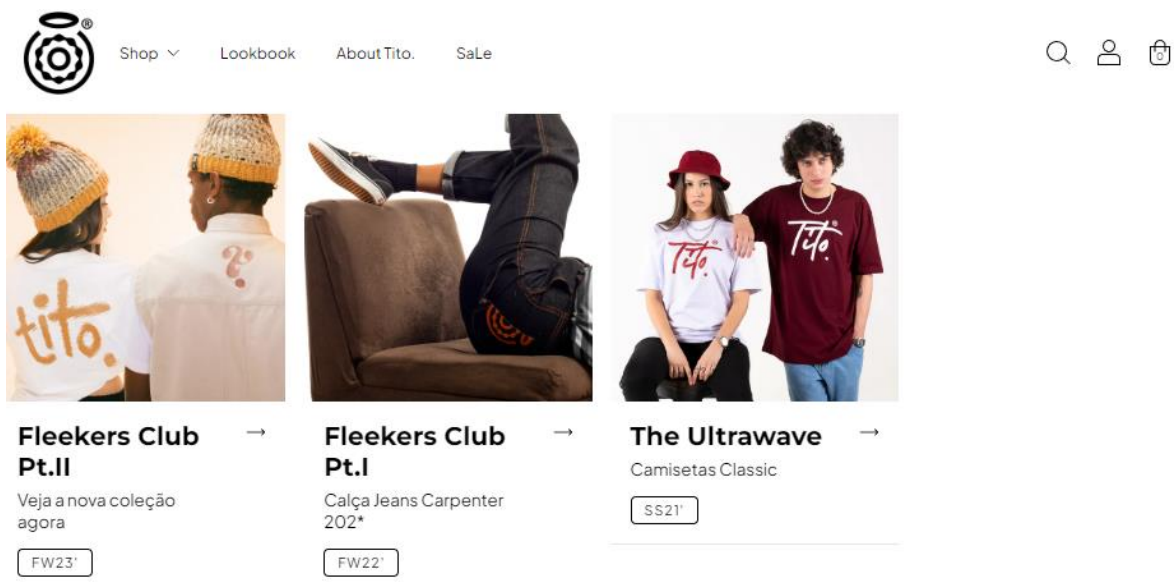 ®
Shop
Lookbook
About Tito.
SaLe
0
tito.
?
Tito.®
Tito.®
Fleekers Club
Pt.II
Veja a nova coleção
agora
FW23'
Fleekers Club
Pt.I
Calça Jeans Carpenter
202*
FW22'
The Ultrawave
Camisetas Classic
SS21'